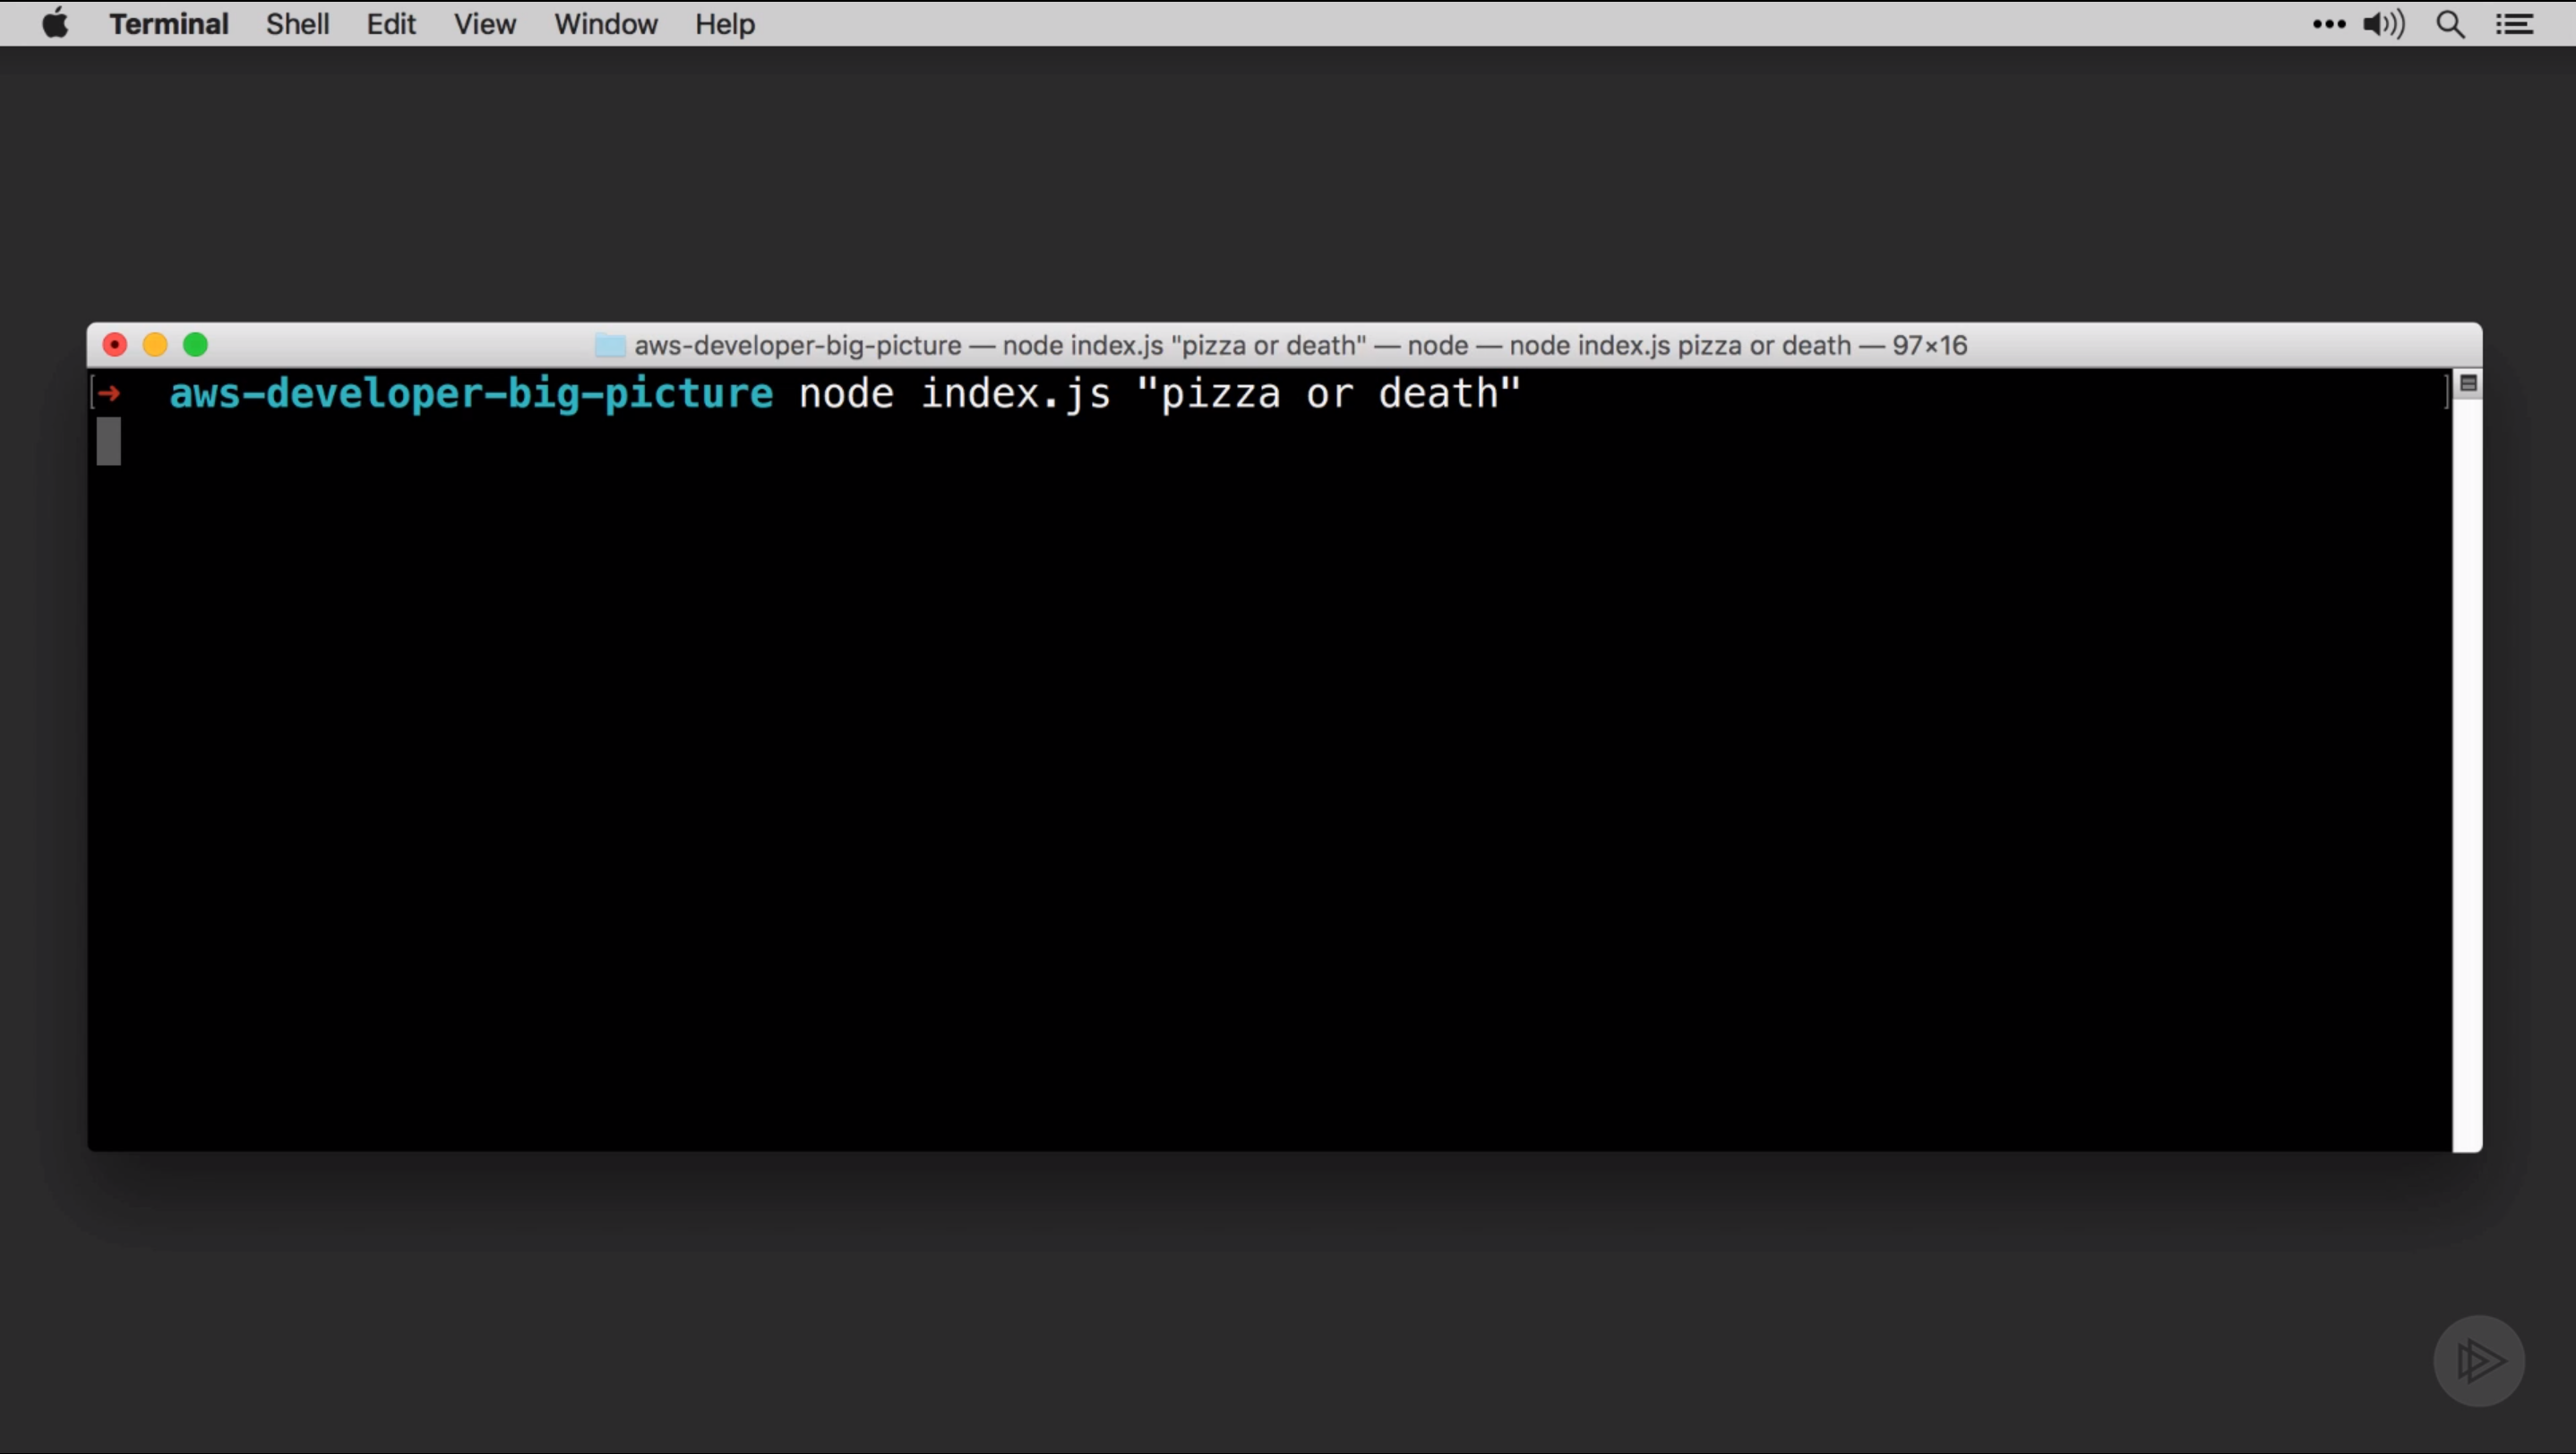 Terminal Shell Edit View Window Help
aws-developer-big-picture — node index.js "pizza or death" — node — node index.js pizza or death — 97×16
[➜ aws-developer-big-picture node index.js "pizza or death" ]